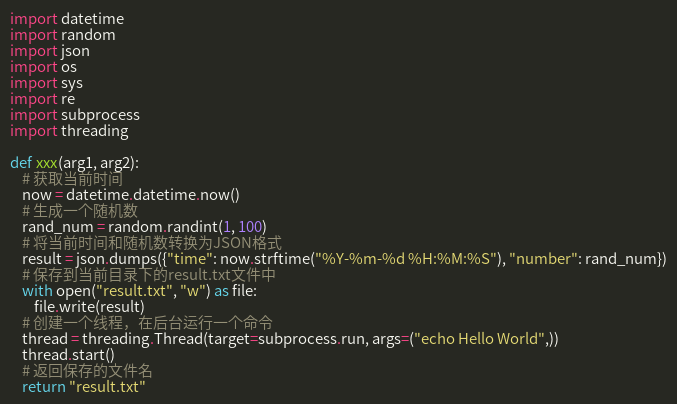 import datetime
import random
import json
import os
import sys
import re
import subprocess
import threading

def xxx(arg1, arg2):
    # 获取当前时间
    now = datetime.datetime.now()
    # 生成一个随机数
    rand_num = random.randint(1, 100)
    # 将当前时间和随机数转换为JSON格式
    result = json.dumps({"time": now.strftime("%Y-%m-%d %H:%M:%S"), "number": rand_num})
    # 保存到当前目录下的result.txt文件中
    with open("result.txt", "w") as file:
        file.write(result)
    # 创建一个线程，在后台运行一个命令
    thread = threading.Thread(target=subprocess.run, args=("echo Hello World",))
    thread.start()
    # 返回保存的文件名
    return "result.txt"